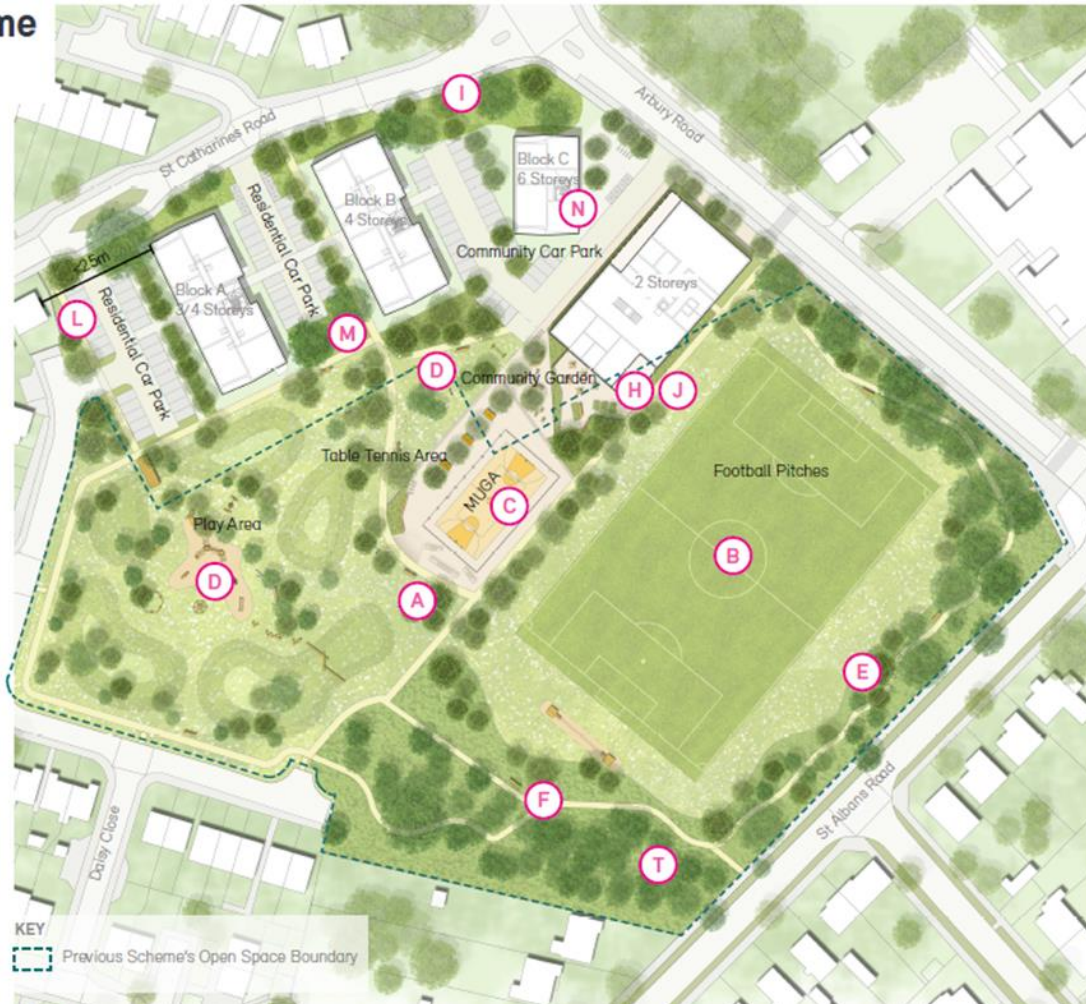 me
I
Arbury Road
St Catharines Road
Block C
6 Storeys
N
Block B
4 Storeys
Residential Car Park
Community Car Park
<25m
Block A
3/4 Storeys
2 Storeys
L
Residential Car Park
M
D
Community Garden
H
J
Table Tennis Area
MUGA
C
Football Pitches
B
Play Area
D
A
E
F
T
St Albans Road
Daisy Close
KEY
Previous Scheme's Open Space Boundary